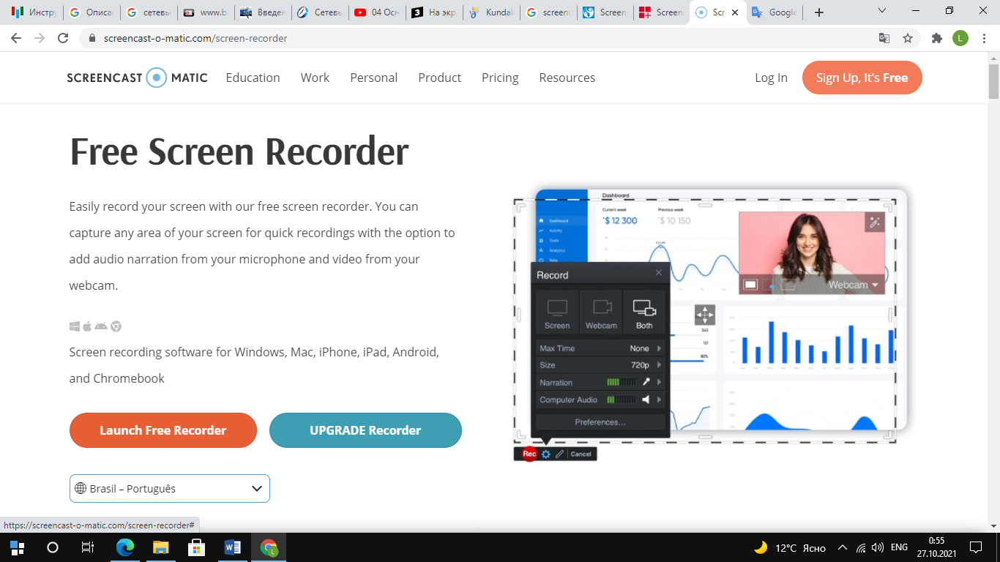 Инстру
Описан
сетевы
www.b
Введен
Сетевь
04 Осн
На экр
Kundal
screenc
Screen
Screen
Scr
Google
screencast-o-matic.com/screen-recorder
L
SCREENCAST O MATIC
Education
Work
Personal
Product
Pricing
Resources
Log In
Sign Up, It's Free
Free Screen Recorder
Easily record your screen with our free screen recorder. You can
capture any area of your screen for quick recordings with the option to
add audio narration from your microphone and video from your
webcam.
Screen recording software for Windows, Mac, iPhone, iPad, Android,
and Chromebook
Launch Free Recorder
UPGRADE Recorder
Brasil – Português
Dashboard
Current week
Previous week
$ 12 300
$ 10 150
Dashboard
Activity
Tools
Analytics
Help
Webcam
Record
Screen
Webcam
Both
Max Time
None
Size
720p
Narration
Computer Audio
Preferences...
345
121
80%
Rec
Cancel
https://screencast-o-matic.com/screen-recorder#
12°C Ясно
ENG
0:55
27.10.2021